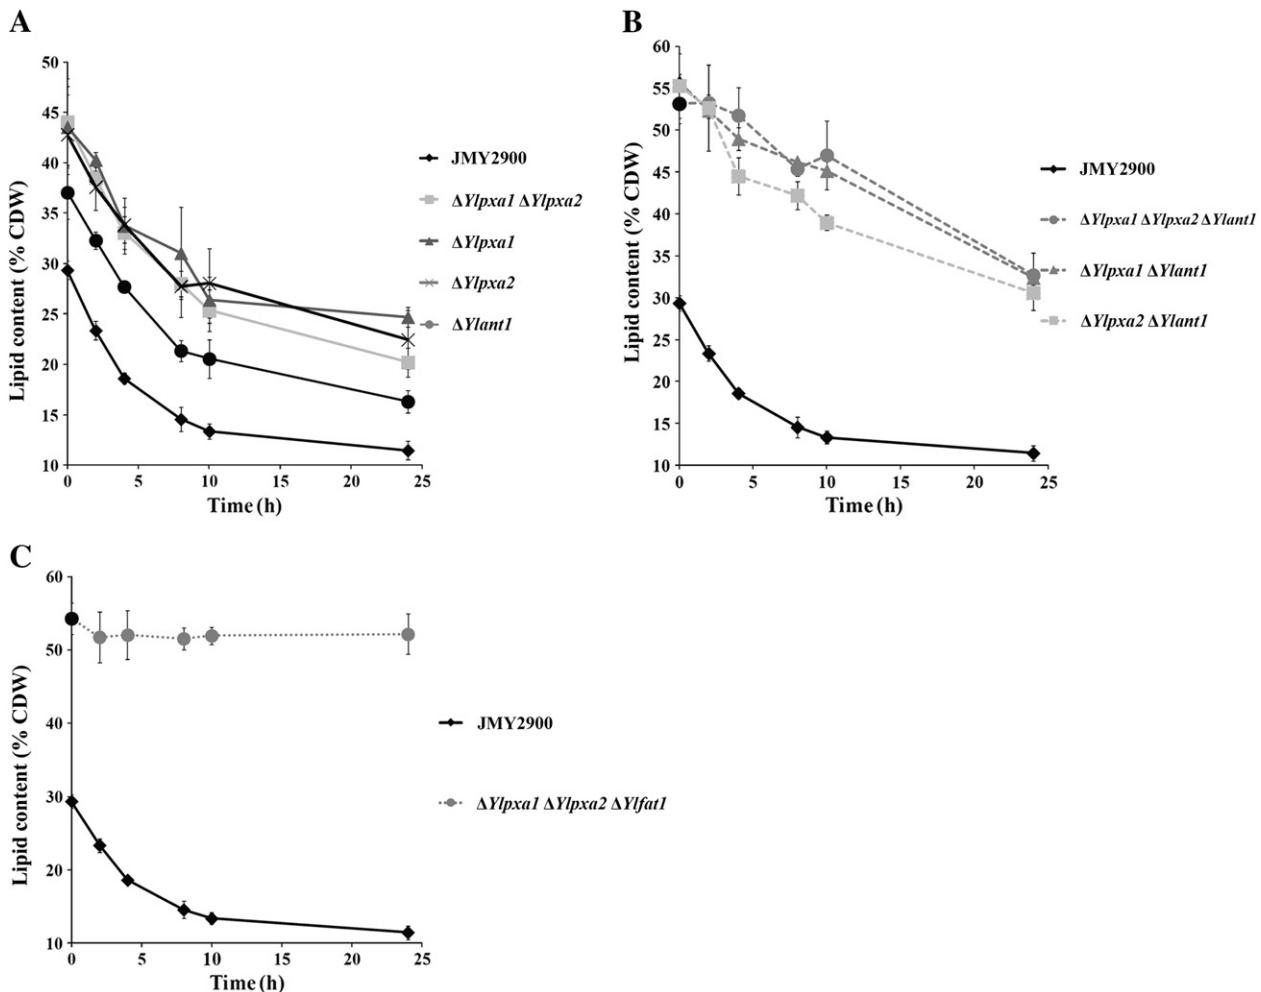 A
B
50
45
40
35
30
25
20
15
10
Lipid content (% CDW)
0 5 10 15 20 25
Time (h)
JMY2900
ΔYlpxa1 ΔYlpxa2
ΔYlpxa1
ΔYlpxa2
ΔYlant1
60
55
50
45
40
35
30
25
20
15
10
Lipid content (% CDW)
0 5 10 15 20 25
Time (h)
JMY2900
ΔYlpxa1 ΔYlpxa2 ΔYlant1
ΔYlpxa1 ΔYlant1
ΔYlpxa2 ΔYlant1
C
60
50
40
30
20
10
Lipid content (% CDW)
0 5 10 15 20 25
Time (h)
JMY2900
ΔYlpxa1 ΔYlpxa2 ΔYlfat1